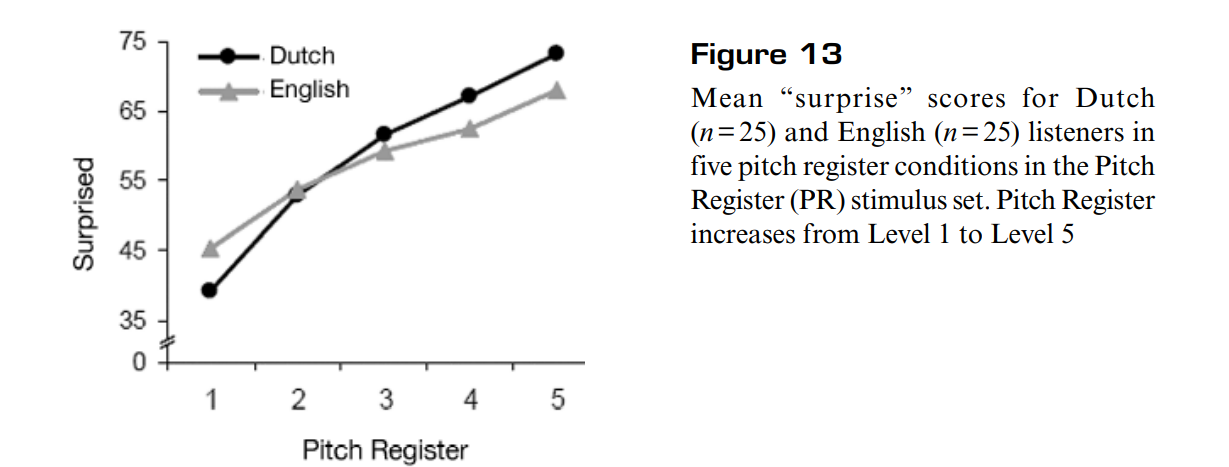 75
65
55
45
35
0
Surprised
Dutch
English
1 2 3 4 5
Pitch Register
Figure 13
Mean “surprise” scores for Dutch
(n=25) and English (n=25) listeners in
five pitch register conditions in the Pitch
Register (PR) stimulus set. Pitch Register
increases from Level 1 to Level 5